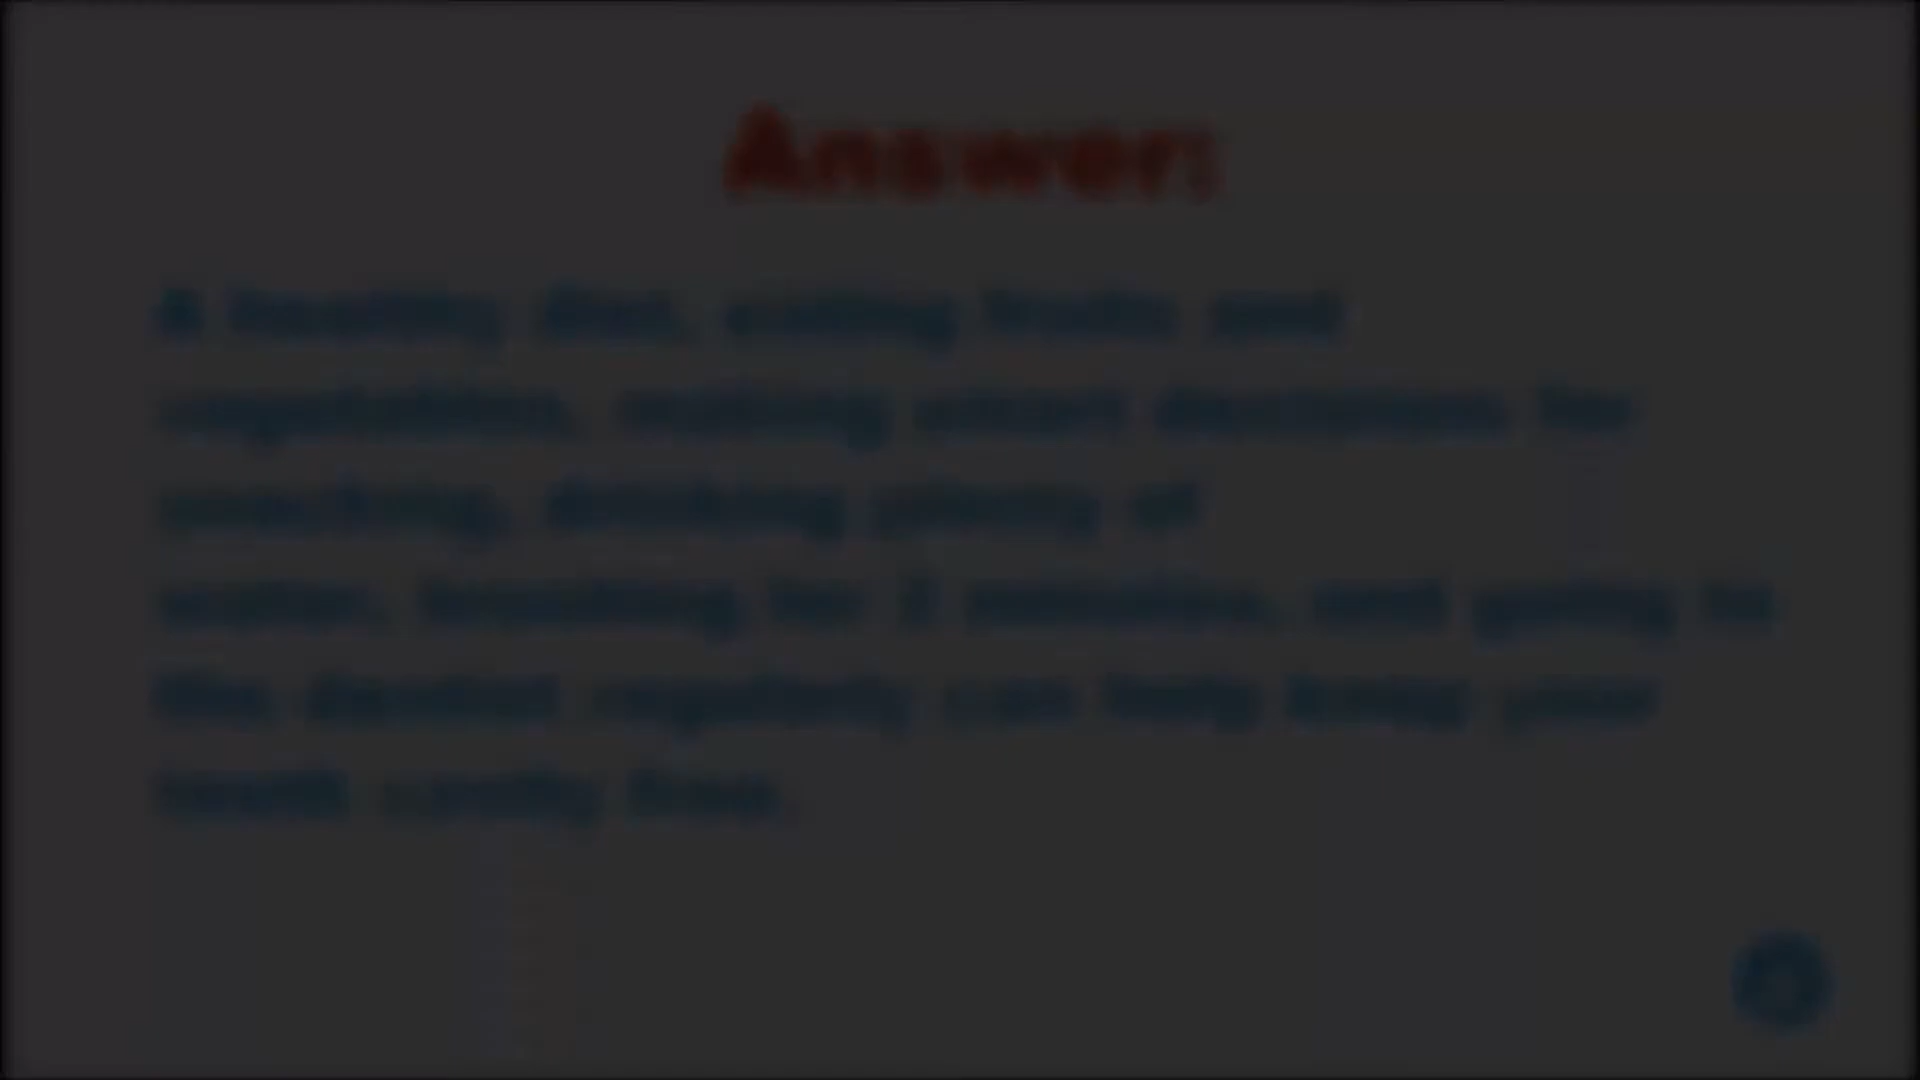 Answer:
A healthy diet, eating fruits and
vegetables, making smart decisions for
snacking, drinking plenty of
water, brushing for 2 minutes, and going to
the dentist regularly can help keep your
teeth cavity free.